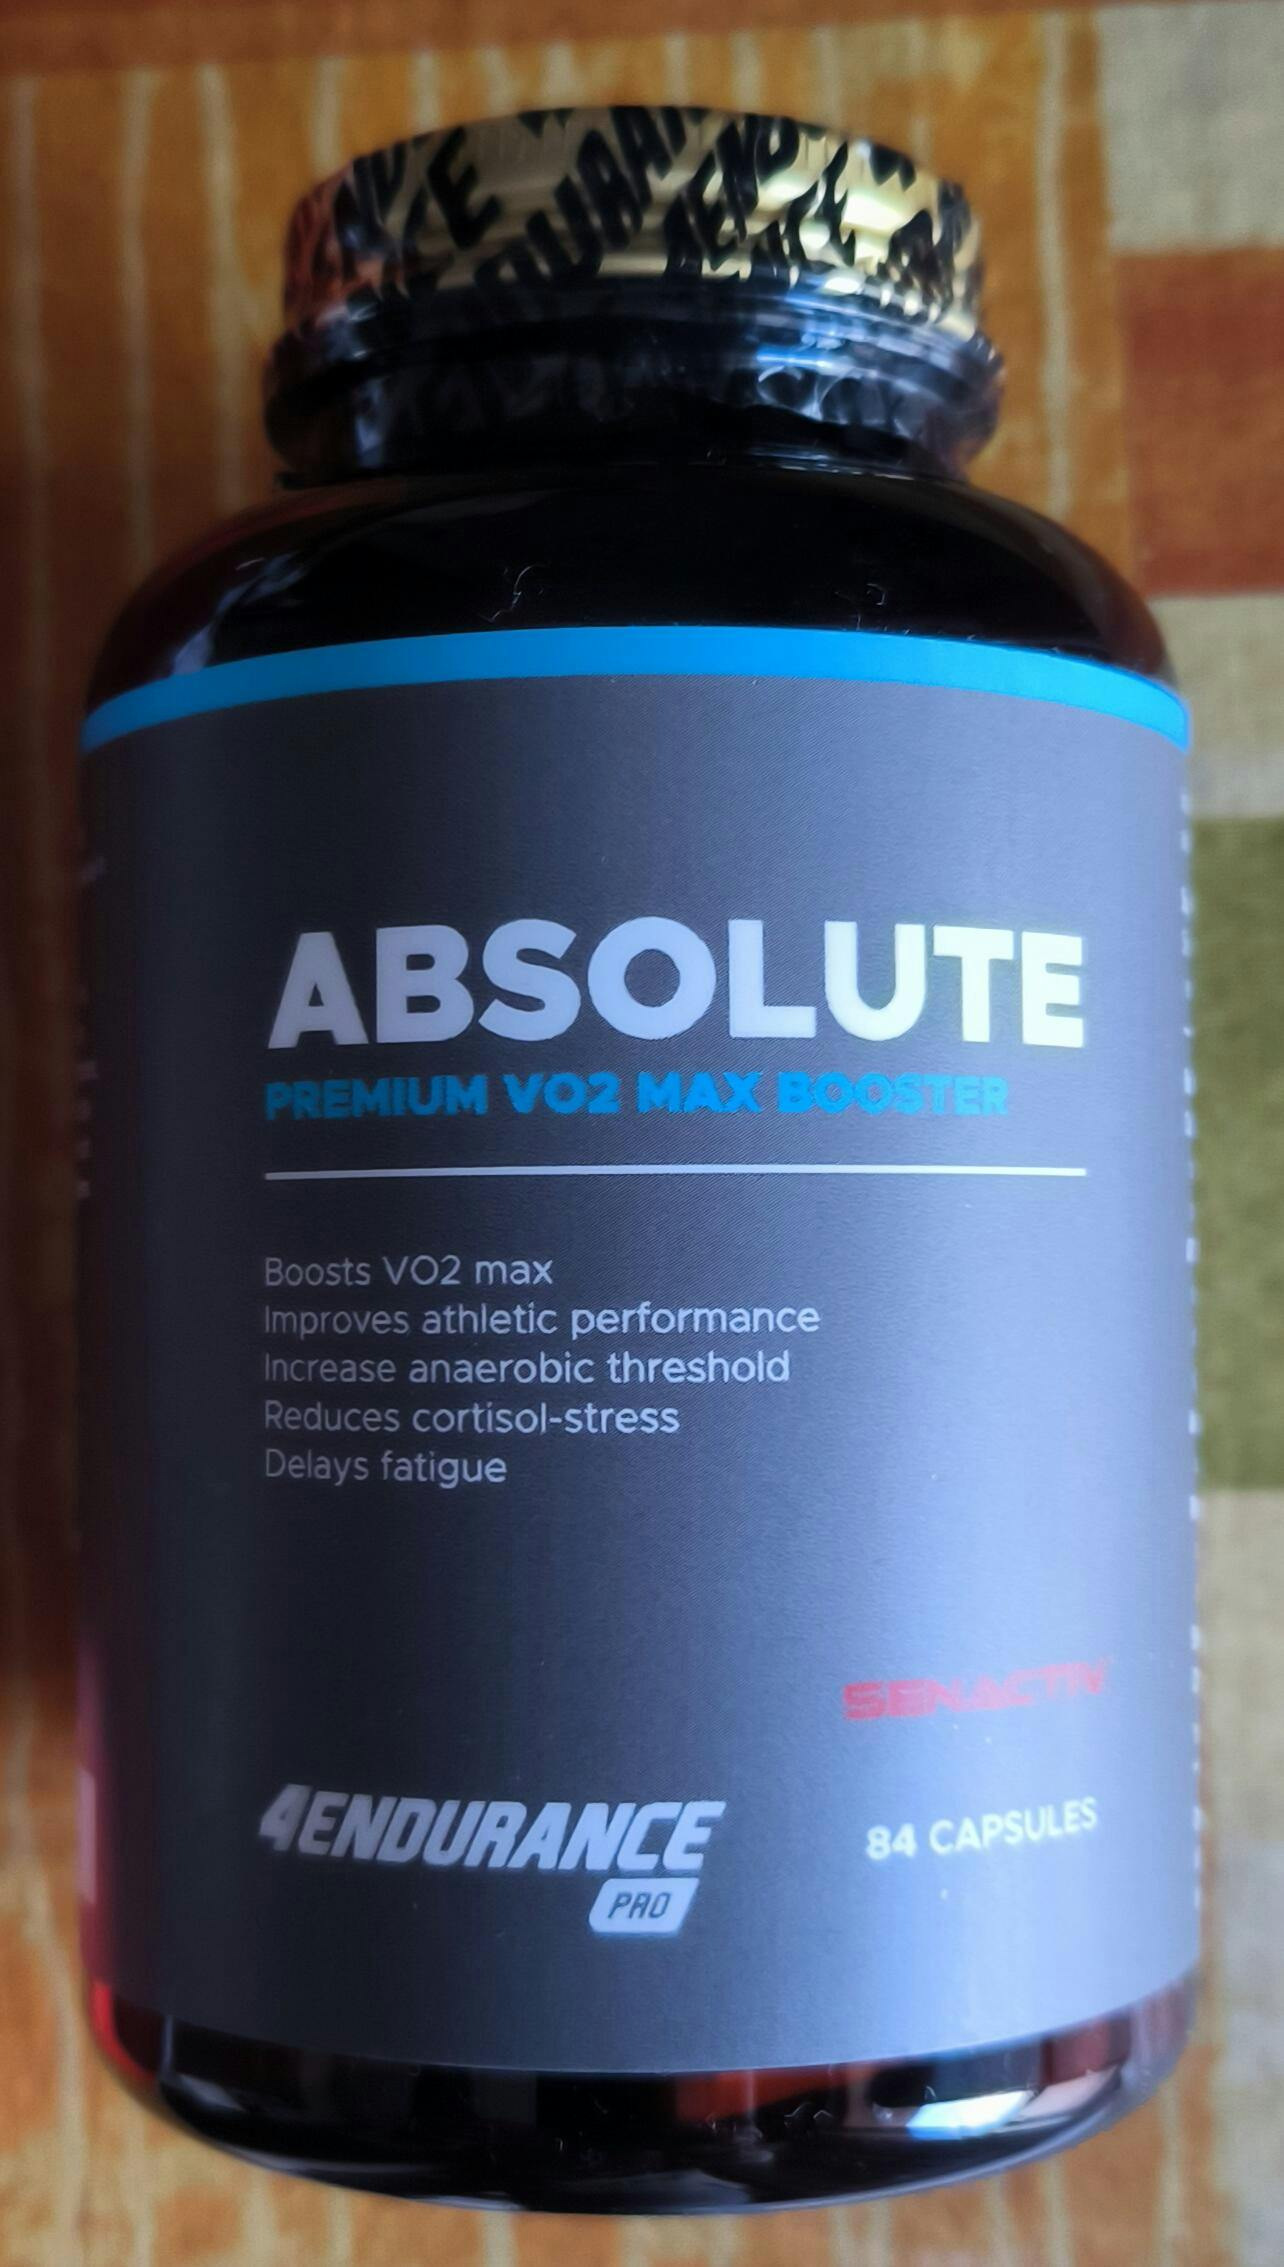 ABSOLUTE
PREMIUM VO2 MAX BOOSTER
Boosts VO2 max
Improves athletic performance
Increase anaerobic threshold
Reduces cortisol-stress
Delays fatigue
SENACTIV
4ENDURANCE
PRO
84 CAPSULES